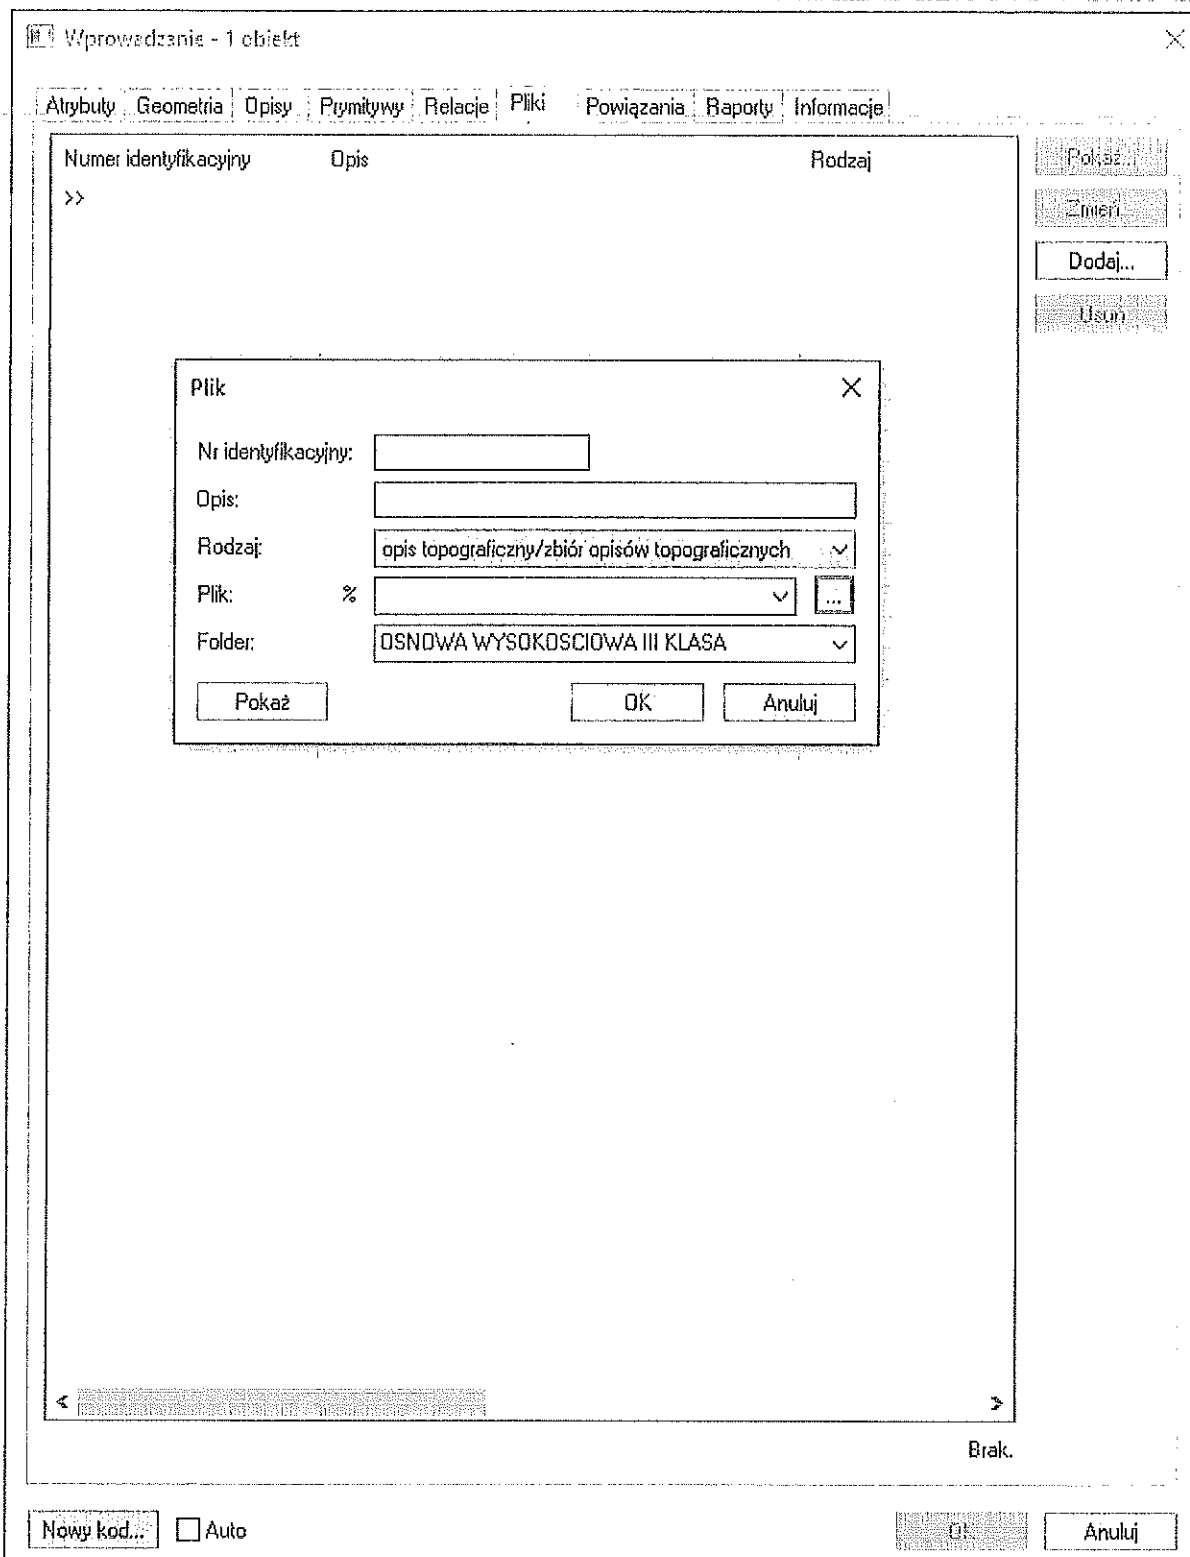 Wprowadzanie - 1 obiekt
Atrybuty Geometria Opisy Prymitywy Relacje Pliki Powiązania Raporty Informacje
Numer identyfikacyjny Opis Rodzaj
>>
Pokaż...
Zmień...
Dodaj...
Usuń
Plik
Nr identyfikacyjny:
Opis:
Rodzaj: opis topograficzny/zbiór opisów topograficznych
Plik: % ...
Folder: OSNOWA WYSOKOSCIOWA III KLASA
Pokaż OK Anuluj
Brak.
Nowy kod... Auto OK Anuluj